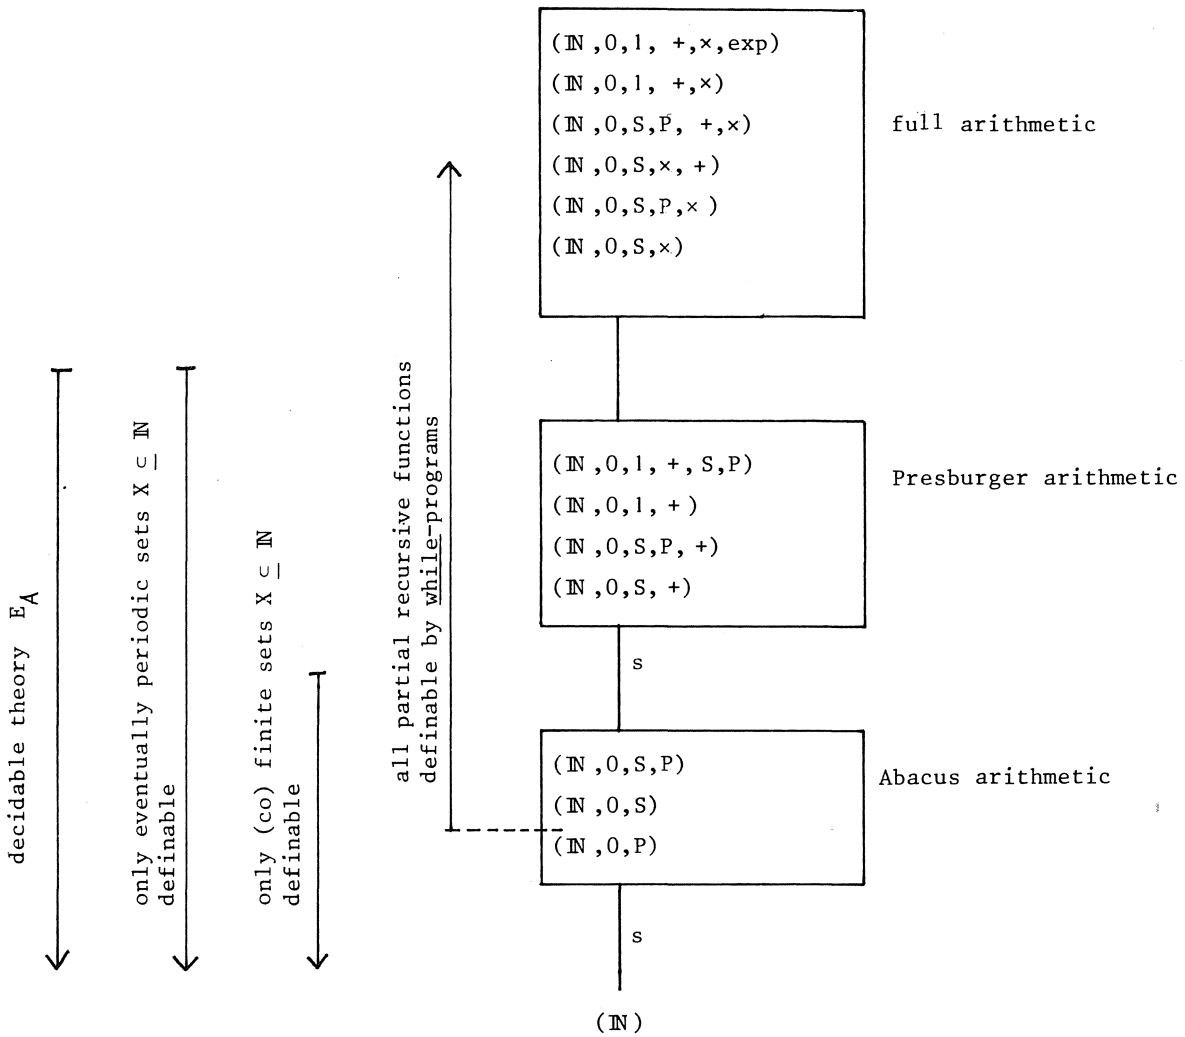 (ℕ,0,1, +,×,exp)
(ℕ,0,1, +,×)
(ℕ,0,S,P, +,×)
(ℕ,0,S,×, +)
(ℕ,0,S,P,×)
(ℕ,0,S,×)
full arithmetic
(ℕ,0,1, +,S,P)
(ℕ,0,1, +)
(ℕ,0,S,P, +)
(ℕ,0,S, +)
Presburger arithmetic
s
(ℕ,0,S,P)
(ℕ,0,S)
(ℕ,0,P)
Abacus arithmetic
s
(ℕ)
decidable theory E_A
only eventually periodic sets X ⊆ ℕ
definable
only (co) finite sets X ⊆ ℕ
definable
all partial recursive functions
definable by while-programs